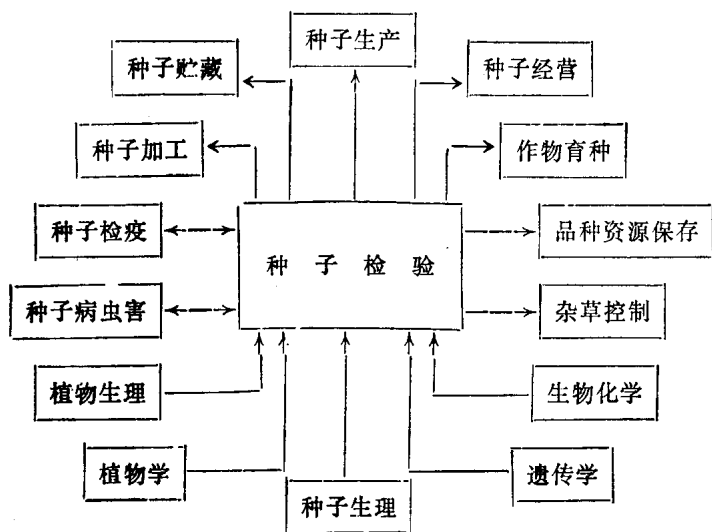 种子生产
种子贮藏
种子经营
种子加工
作物育种
种子检疫
品种资源保存
种子检验
种子病虫害
杂草控制
植物生理
生物化学
植物学
遗传学
种子生理